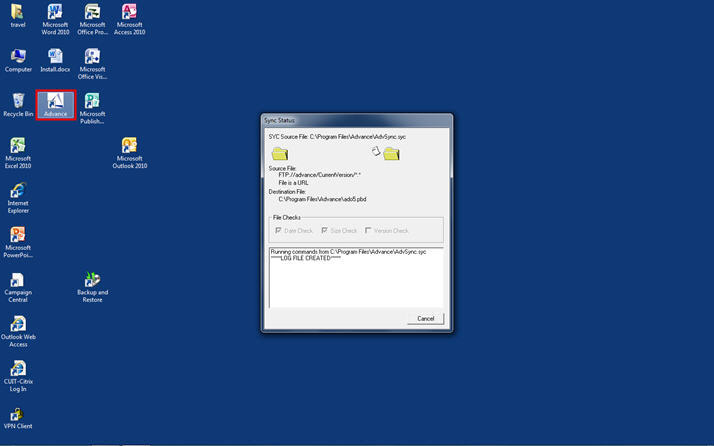 travel
Microsoft
Word 2010
Microsoft
Office Pro...
Microsoft
Access 2010
Computer
Install.docx
Microsoft
Office Vis...
Recycle Bin
Advance
Microsoft
Publish...
Microsoft
Excel 2010
Microsoft
Outlook 2010
Internet
Explorer
Microsoft
PowerPoi...
Campaign
Central
Backup and
Restore
Outlook Web
Access
CUIT-Citrix
Log In
VPN Client
Sync Status
SYC Source File: C:\Program Files\Advance\AdvSync.syc
Source File:
FTP://advance/CurrentVersion/*.*
File is a URL
Destination File:
C:\Program Files\Advance\ado5.pbd
File Checks
Date Check
Size Check
Version Check
Running commands from C:\Program Files\Advance\AdvSync.syc
****LOG FILE CREATED****
Cancel